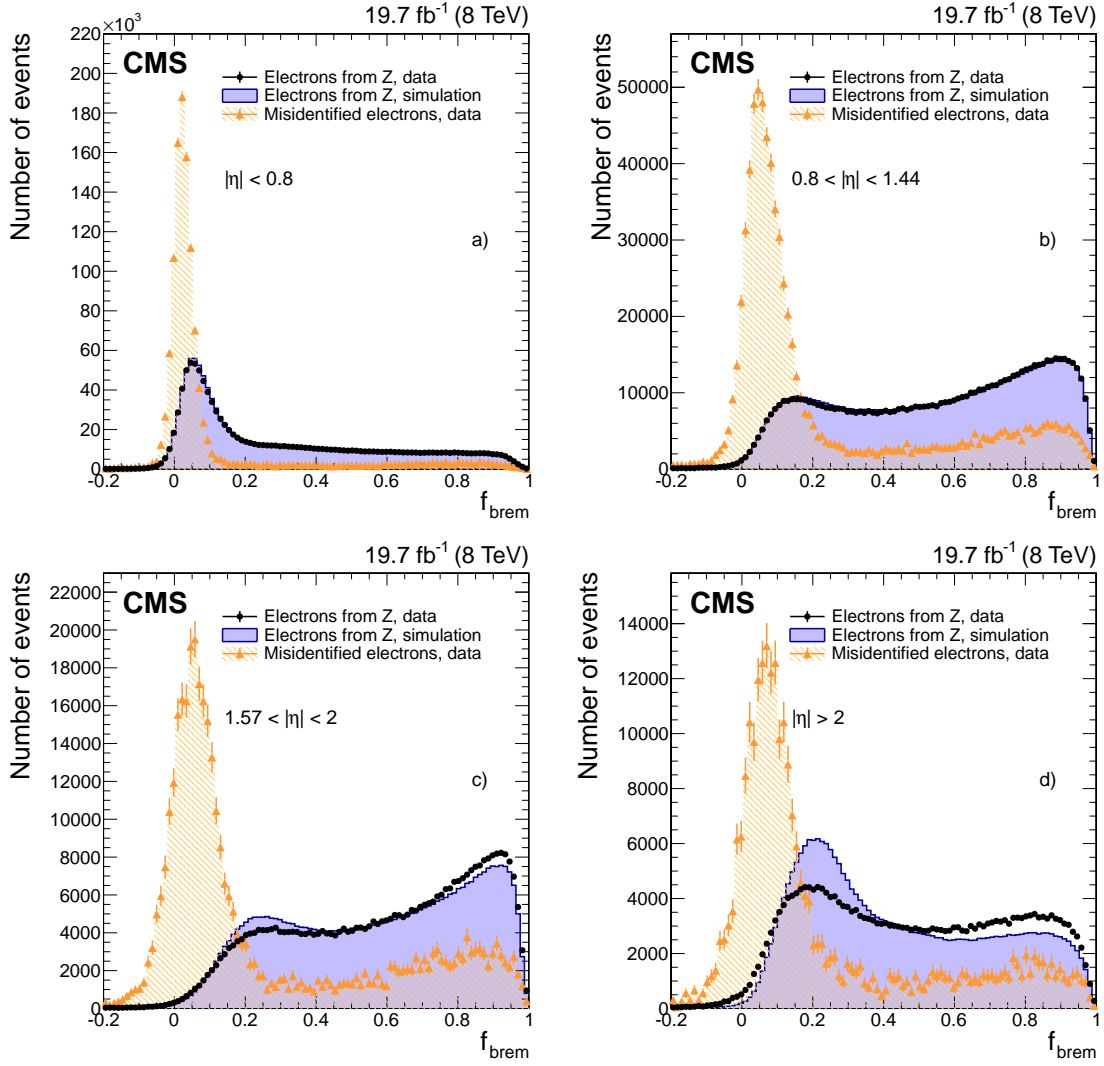 19.7 fb⁻¹ (8 TeV)
×10³
CMS
Electrons from Z, data
Electrons from Z, simulation
Misidentified electrons, data
|η| < 0.8
a)
Number of events
220
200
180
160
140
120
100
80
60
40
20
0
-0.2 0 0.2 0.4 0.6 0.8 1
f_brem
19.7 fb⁻¹ (8 TeV)
CMS
Electrons from Z, data
Electrons from Z, simulation
Misidentified electrons, data
0.8 < |η| < 1.44
b)
Number of events
50000
40000
30000
20000
10000
0
-0.2 0 0.2 0.4 0.6 0.8 1
f_brem
19.7 fb⁻¹ (8 TeV)
CMS
Electrons from Z, data
Electrons from Z, simulation
Misidentified electrons, data
1.57 < |η| < 2
c)
Number of events
22000
20000
18000
16000
14000
12000
10000
8000
6000
4000
2000
0
-0.2 0 0.2 0.4 0.6 0.8 1
f_brem
19.7 fb⁻¹ (8 TeV)
CMS
Electrons from Z, data
Electrons from Z, simulation
Misidentified electrons, data
|η| > 2
d)
Number of events
14000
12000
10000
8000
6000
4000
2000
0
-0.2 0 0.2 0.4 0.6 0.8 1
f_brem